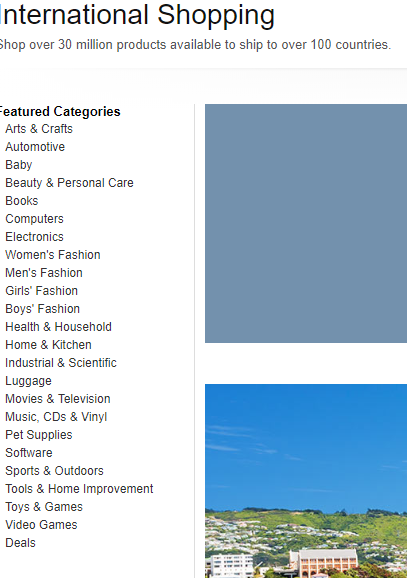 International Shopping
Shop over 30 million products available to ship to over 100 countries.
Featured Categories
Arts & Crafts
Automotive
Baby
Beauty & Personal Care
Books
Computers
Electronics
Women's Fashion
Men's Fashion
Girls' Fashion
Boys' Fashion
Health & Household
Home & Kitchen
Industrial & Scientific
Luggage
Movies & Television
Music, CDs & Vinyl
Pet Supplies
Software
Sports & Outdoors
Tools & Home Improvement
Toys & Games
Video Games
Deals